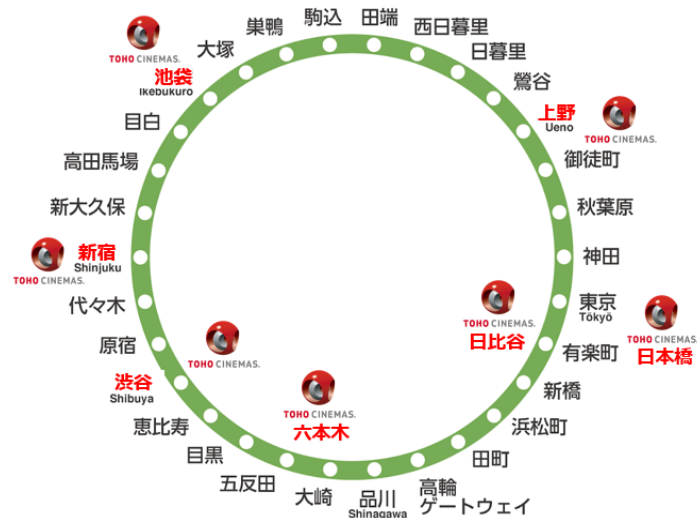 駒込
田端
巣鴨
西日暮里
大塚
日暮里
TOHO CINEMAS.
池袋
Ikebukuro
鶯谷
上野
Ueno
TOHO CINEMAS.
目白
高田馬場
御徒町
新大久保
秋葉原
新宿
Shinjuku
TOHO CINEMAS.
神田
代々木
東京
Tōkyō
TOHO CINEMAS.
日比谷
TOHO CINEMAS.
日本橋
原宿
有楽町
TOHO CINEMAS.
渋谷
Shibuya
新橋
TOHO CINEMAS.
六本木
恵比寿
浜松町
目黒
田町
五反田
大崎
品川
Shinagawa
高輪
ゲートウェイ